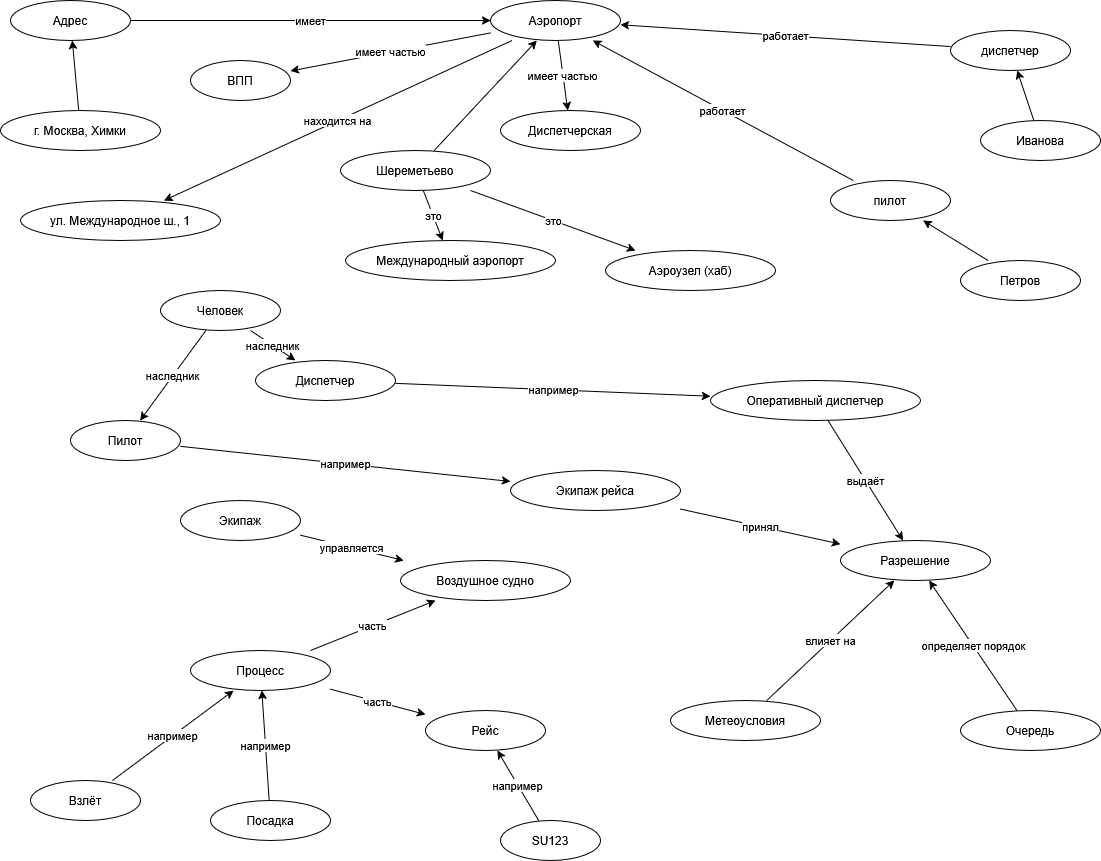 Адрес
имеет
Аэропорт
работает
диспетчер
имеет частью
ВПП
имеет частью
г. Москва, Химки
находится на
Диспетчерская
работает
Иванова
Шереметьево
пилот
ул. Международное ш., 1
это
это
Международный аэропорт
Аэроузел (хаб)
Петров
Человек
наследник
наследник
Диспетчер
например
Оперативный диспетчер
Пилот
например
Экипаж рейса
выдаёт
Экипаж
управляется
принял
Воздушное судно
Разрешение
часть
влияет на
определяет порядок
Процесс
часть
например
например
Рейс
Метеоусловия
Очередь
например
Взлёт
Посадка
SU123